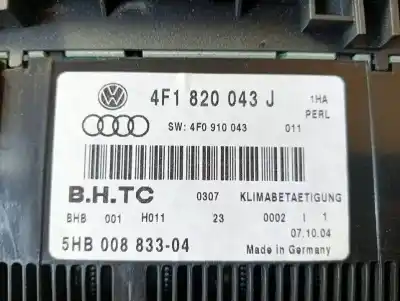 4F1 820 043 J 1HA
PERL
SW: 4F0 910 043 011
B.H.TC 0307 KLIMABETAETIGUNG
BHB 001 H011 23 0002 I 1
07.10.04
5HB 008 833-04 Made in Germany